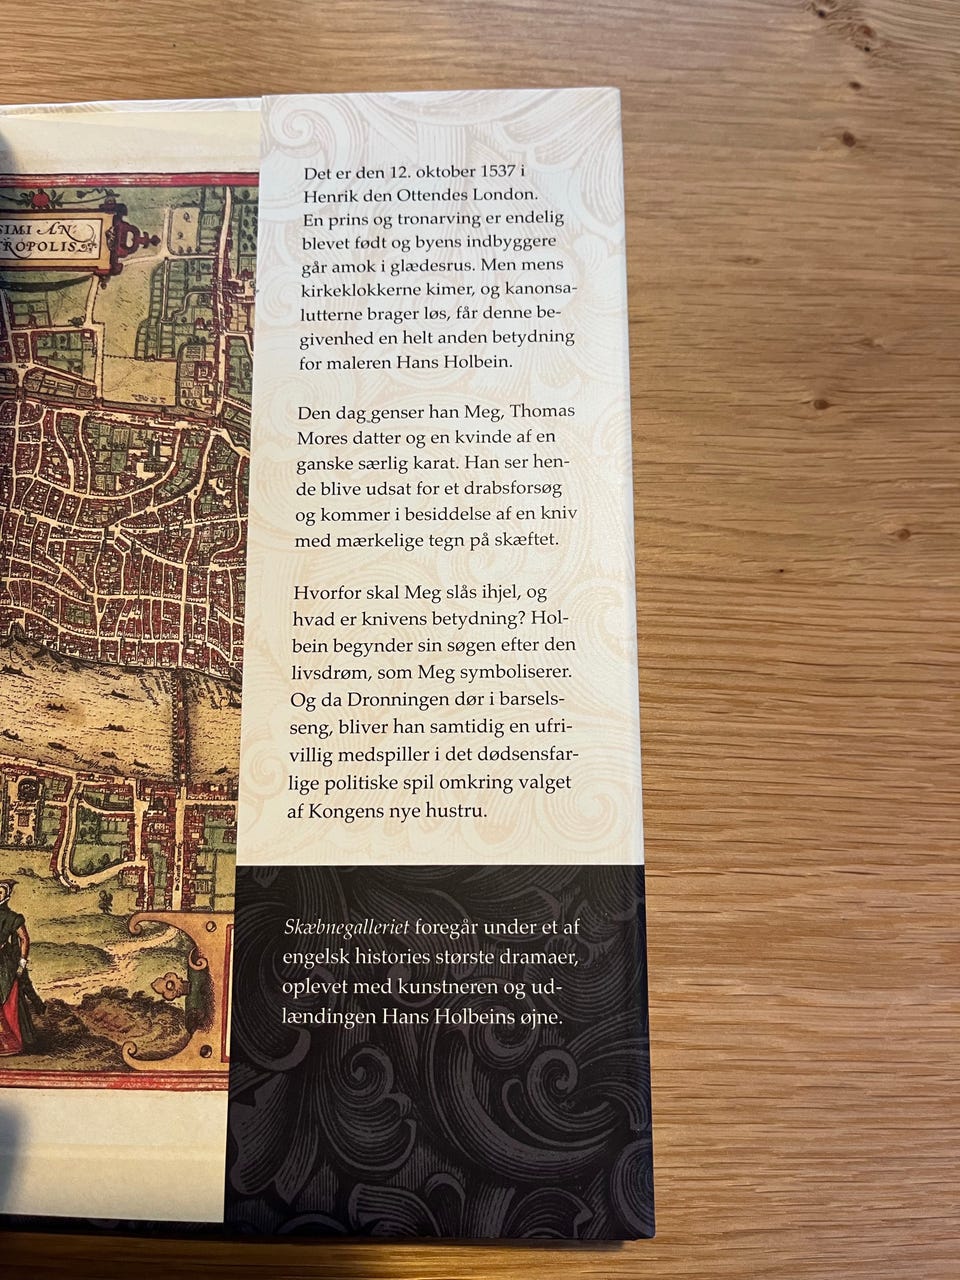 SIMI AN
ROPOLIS
Det er den 12. oktober 1537 i
Henrik den Ottendes London.
En prins og tronarving er endelig
blevet født og byens indbyggere
går amok i glædesrus. Men mens
kirkeklokkerne kimer, og kanonsa-
lutterne brager løs, får denne be-
givenhed en helt anden betydning
for maleren Hans Holbein.
Den dag genser han Meg, Thomas
Mores datter og en kvinde af en
ganske særlig karat. Han ser hen-
de blive udsat for et drabsforsøg
og kommer i besiddelse af en kniv
med mærkelige tegn på skæftet.
Hvorfor skal Meg slås ihjel, og
hvad er knivens betydning? Hol-
bein begynder sin søgen efter den
livsdrøm, som Meg symboliserer.
Og da Dronningen dør i barsels-
seng, bliver han samtidig en ufri-
villig medspiller i det dødsensfar-
lige politiske spil omkring valget
af Kongens nye hustru.
Skæbnegalleriet foregår under et af
engelsk histories største dramaer,
oplevet med kunstneren og ud-
lændingen Hans Holbeins øjne.